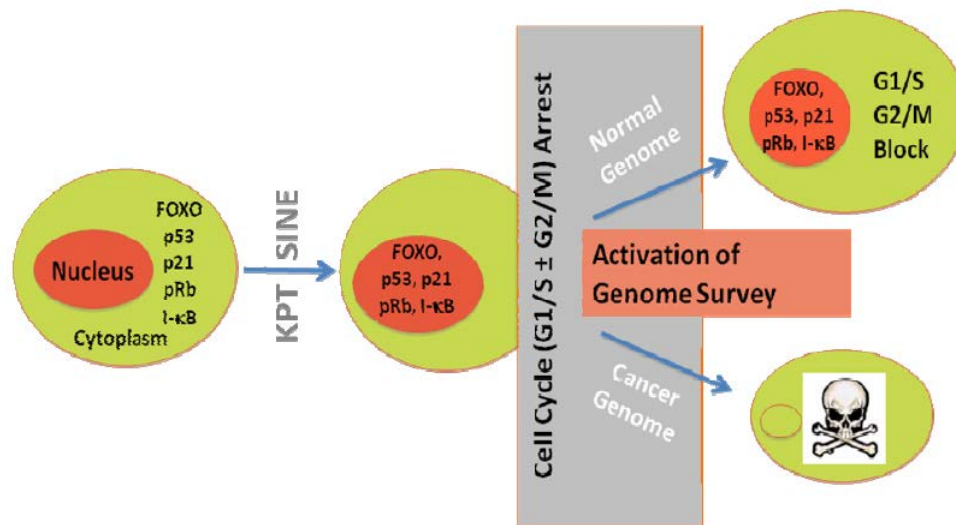 FOXO
p53
p21
pRb
I-κB
Nucleus
Cytoplasm
KPT SINE
FOXO,
p53, p21
pRb, I-κB
Cell Cycle (G1/S ± G2/M) Arrest
Normal
Genome
Activation of
Genome Survey
Cancer
Genome
FOXO,
p53, p21
pRb, I-κB
G1/S
G2/M
Block